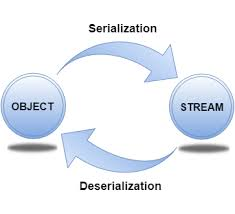 Serialization
OBJECT
STREAM
Deserialization